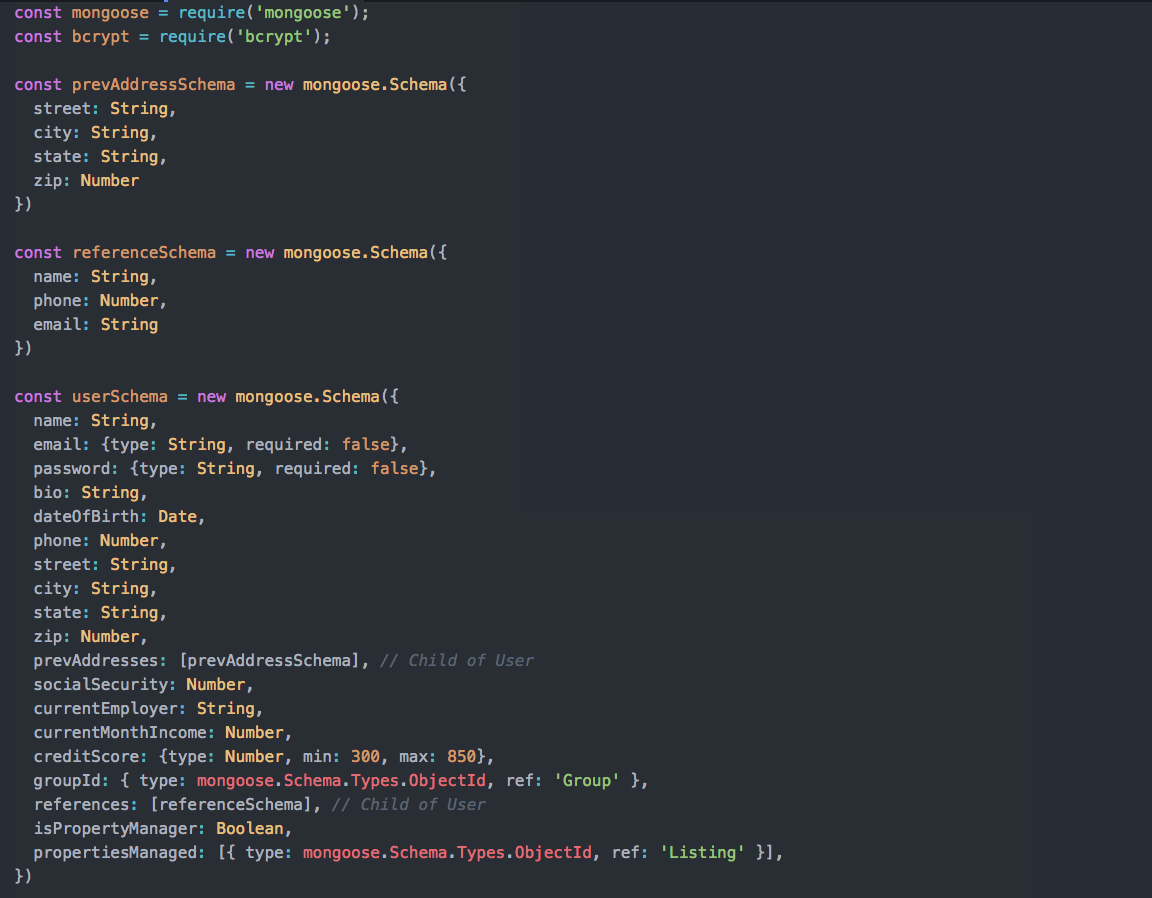 const mongoose = require('mongoose');
const bcrypt = require('bcrypt');

const prevAddressSchema = new mongoose.Schema({
  street: String,
  city: String,
  state: String,
  zip: Number
})

const referenceSchema = new mongoose.Schema({
  name: String,
  phone: Number,
  email: String
})

const userSchema = new mongoose.Schema({
  name: String,
  email: {type: String, required: false},
  password: {type: String, required: false},
  bio: String,
  dateOfBirth: Date,
  phone: Number,
  street: String,
  city: String,
  state: String,
  zip: Number,
  prevAddresses: [prevAddressSchema], // Child of User
  socialSecurity: Number,
  currentEmployer: String,
  currentMonthIncome: Number,
  creditScore: {type: Number, min: 300, max: 850},
  groupId: { type: mongoose.Schema.Types.ObjectId, ref: 'Group' },
  references: [referenceSchema], // Child of User
  isPropertyManager: Boolean,
  propertiesManaged: [{ type: mongoose.Schema.Types.ObjectId, ref: 'Listing' }],
})